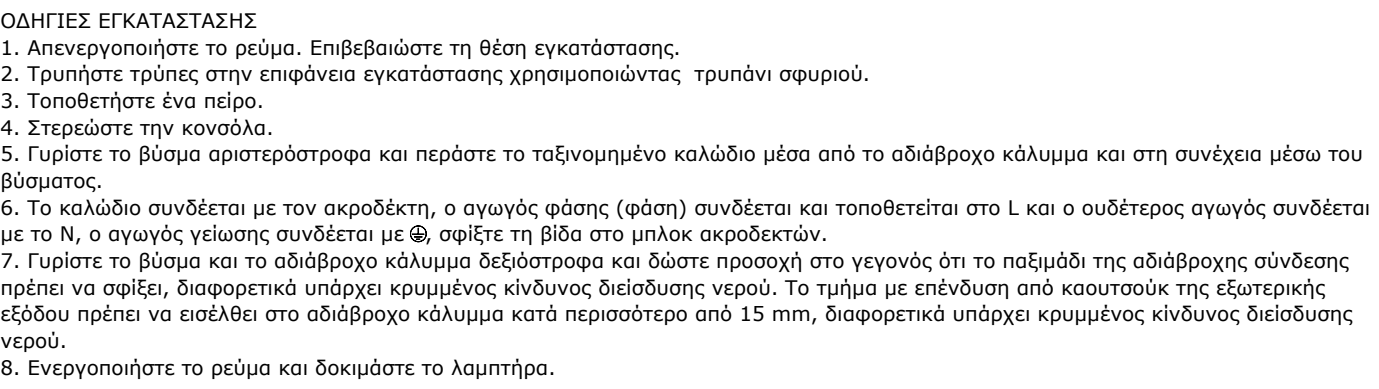 ΟΔΗΓΙΕΣ ΕΓΚΑΤΑΣΤΑΣΗΣ
1. Απενεργοποιήστε το ρεύμα. Επιβεβαιώστε τη θέση εγκατάστασης.
2. Τρυπήστε τρύπες στην επιφάνεια εγκατάστασης χρησιμοποιώντας  τρυπάνι σφυριού.
3. Τοποθετήστε ένα πείρο.
4. Στερεώστε την κονσόλα.
5. Γυρίστε το βύσμα αριστερόστροφα και περάστε το ταξινομημένο καλώδιο μέσα από το αδιάβροχο κάλυμμα και στη συνέχεια μέσω του
βύσματος.
6. Το καλώδιο συνδέεται με τον ακροδέκτη, ο αγωγός φάσης (φάση) συνδέεται και τοποθετείται στο L και ο ουδέτερος αγωγός συνδέεται
με το N, ο αγωγός γείωσης συνδέεται με ⏚, σφίξτε τη βίδα στο μπλοκ ακροδεκτών.
7. Γυρίστε το βύσμα και το αδιάβροχο κάλυμμα δεξιόστροφα και δώστε προσοχή στο γεγονός ότι το παξιμάδι της αδιάβροχης σύνδεσης
πρέπει να σφίξει, διαφορετικά υπάρχει κρυμμένος κίνδυνος διείσδυσης νερού. Το τμήμα με επένδυση από καουτσούκ της εξωτερικής
εξόδου πρέπει να εισέλθει στο αδιάβροχο κάλυμμα κατά περισσότερο από 15 mm, διαφορετικά υπάρχει κρυμμένος κίνδυνος διείσδυσης
νερού.
8. Ενεργοποιήστε το ρεύμα και δοκιμάστε το λαμπτήρα.